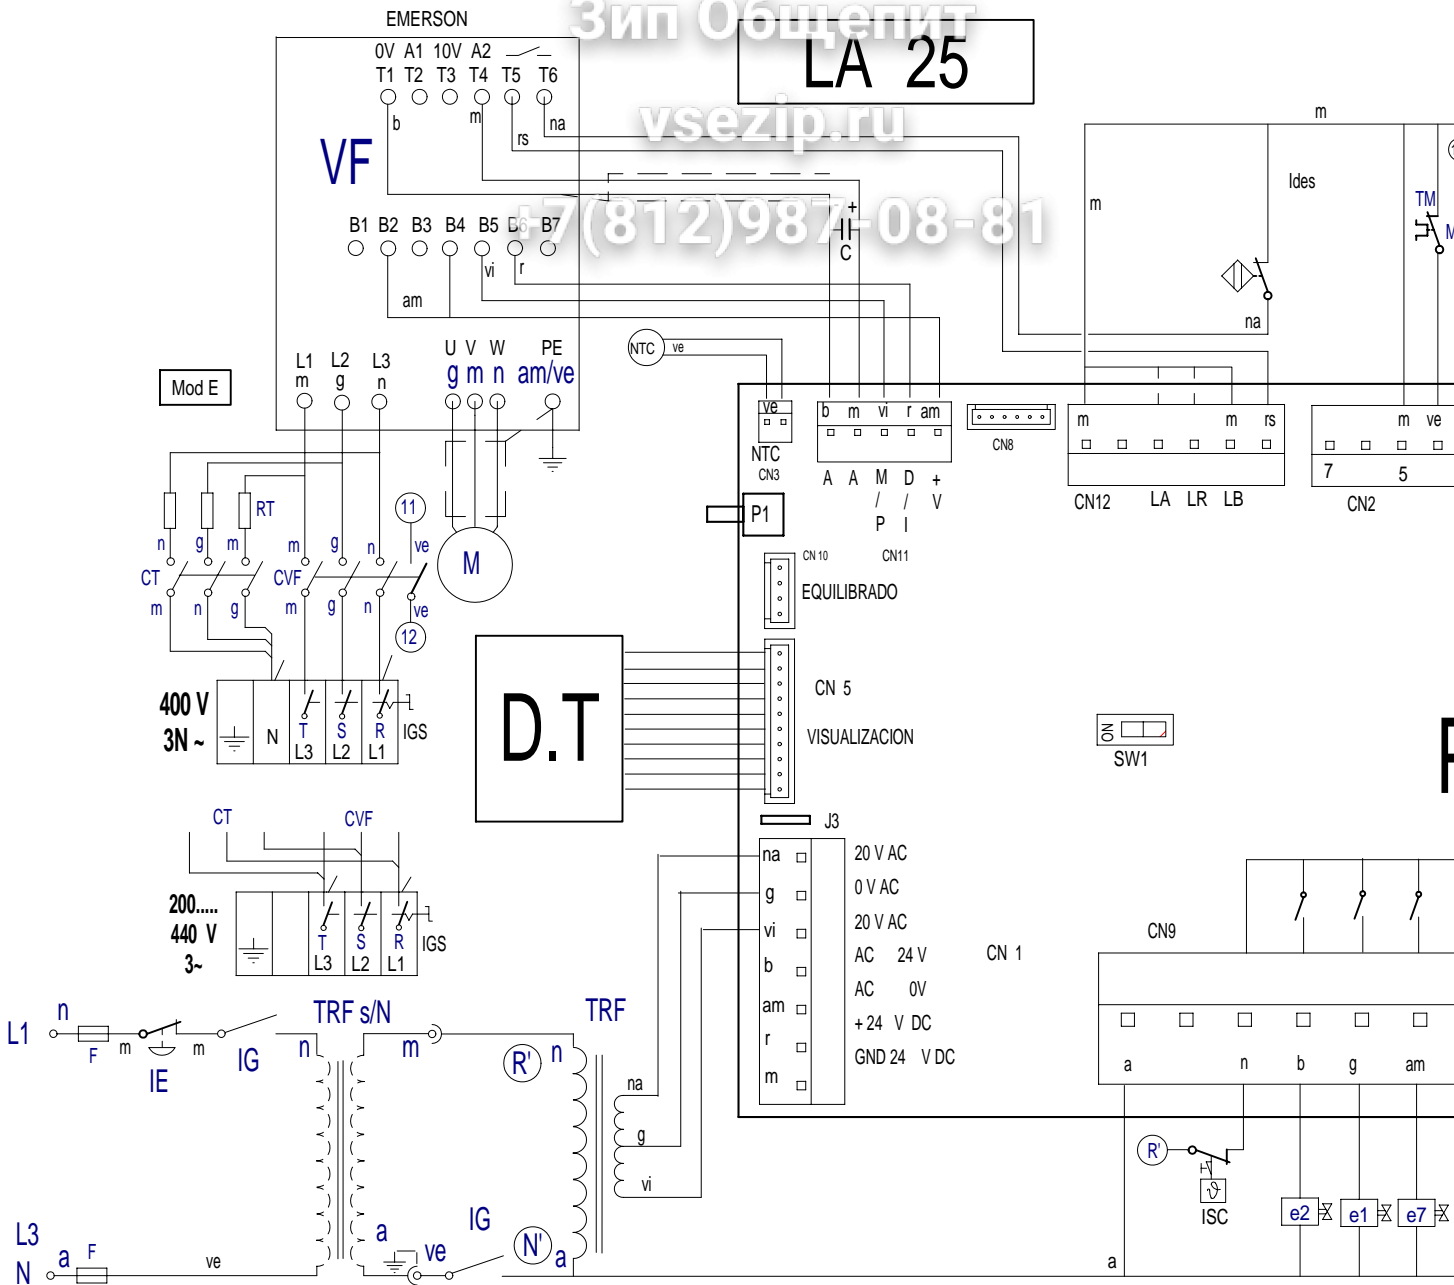 EMERSON
Зип Общепит
LA 25
vsezip.ru
+7(812)987-08-81
0V A1 10V A2
T1 T2 T3 T4 T5 T6
b m rs na
VF
B1 B2 B3 B4 B5 B6 B7
vi r
am
+
C
m
m
Ides
TM
na
L1 L2 L3
m g n
U V W PE
g m n am/ve
Mod E
NTC ve
ve
NTC
CN3
b m vi r am
A A M/P D/I +V
CN11
CN8
m m rs
CN12 LA LR LB
m ve
7 5
CN2
P1
RT
11
n g m m g n ve
CT CVF
m n g m g n ve
12
M
CN 10
EQUILIBRADO
400 V
3N ~
N T S R IGS
L3 L2 L1
D.T
CN 5
VISUALIZACION
NO
SW1
J3
CT CVF
200.....
440 V
3~
T S R IGS
L3 L2 L1
na 20 V AC
g 0 V AC
vi 20 V AC
b AC 24 V
am AC 0V
r + 24 V DC
m GND 24 V DC
CN 1
CN9
a n b g am
L1 n F m IE m IG n
TRF s/N
m
R' n
TRF
na
g
vi
L3
N a F ve
a ve IG N' a
R'
ISC
e2 e1 e7
a